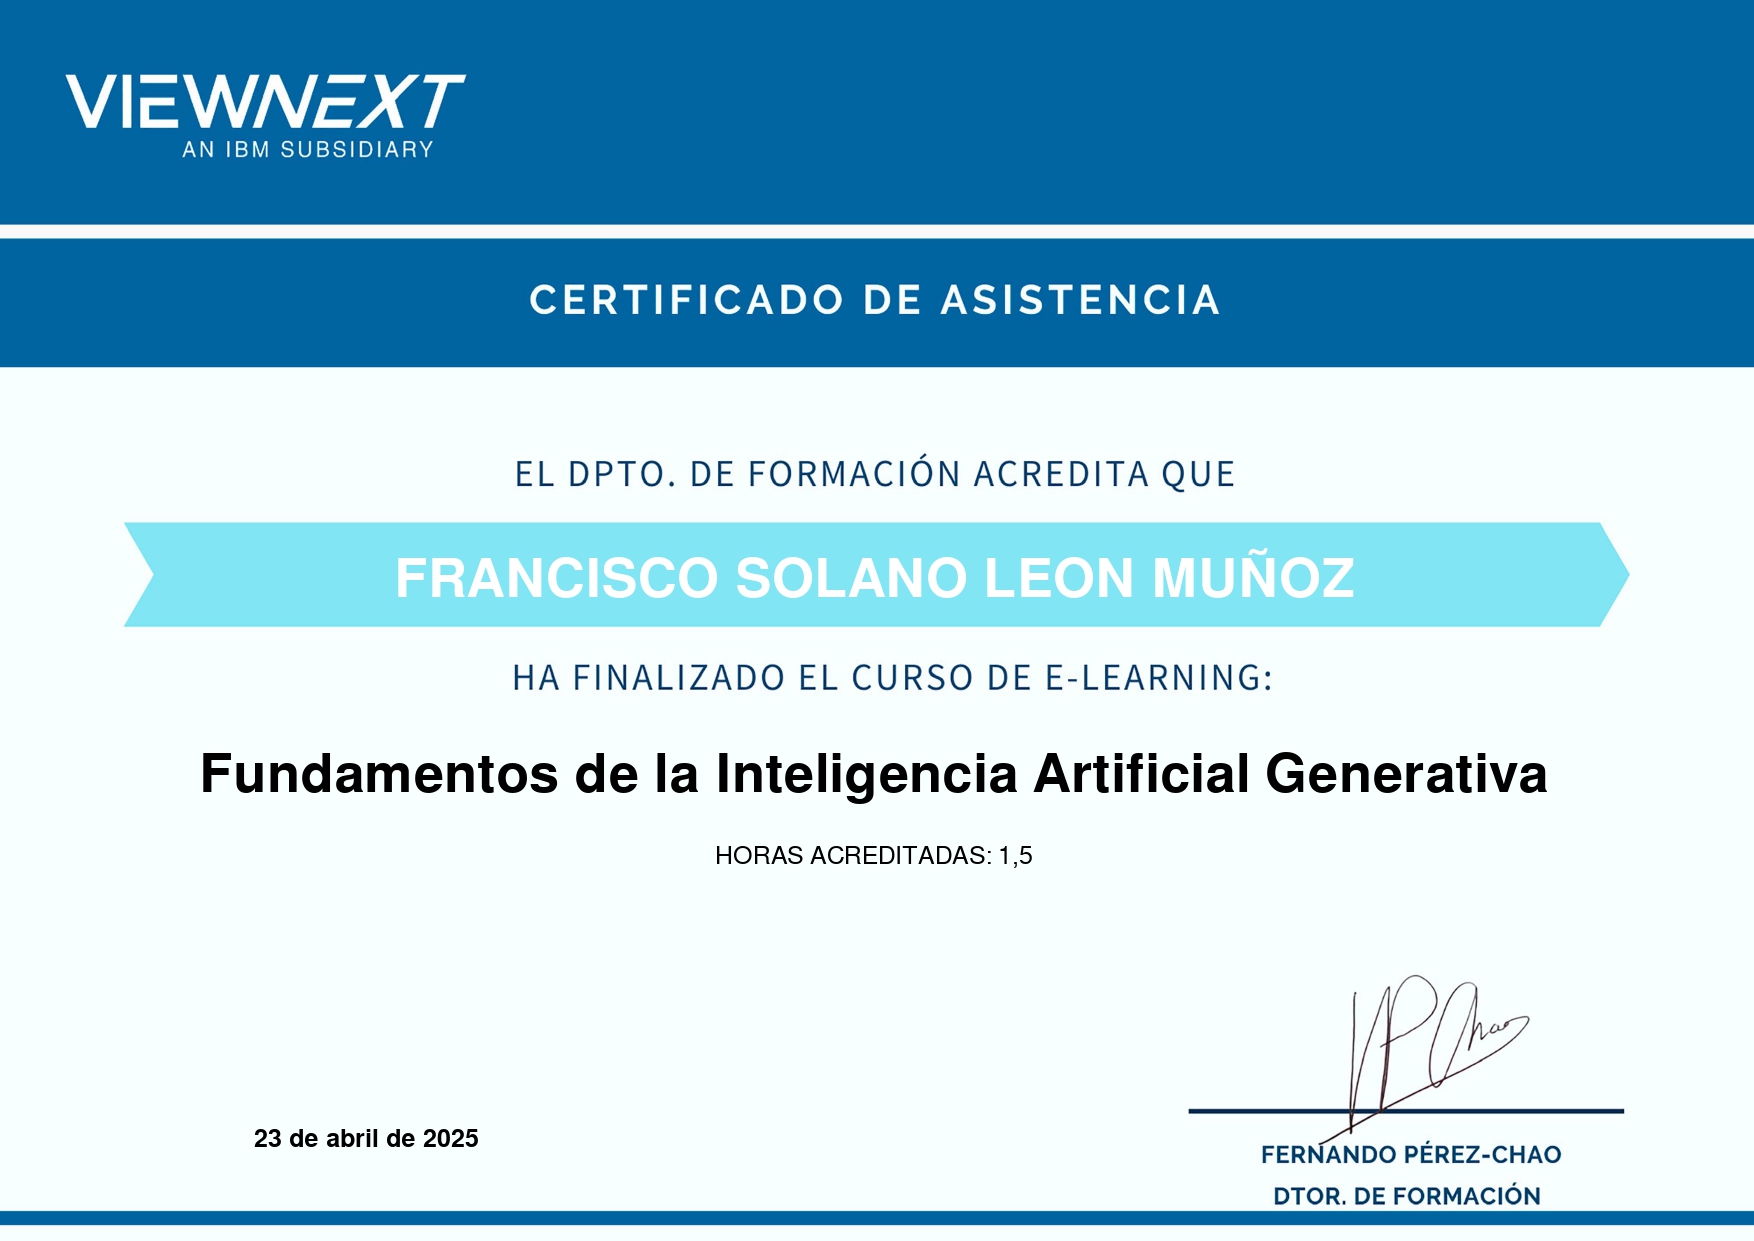 VIEWNEXT
AN IBM SUBSIDIARY
CERTIFICADO DE ASISTENCIA
EL DPTO. DE FORMACIÓN ACREDITA QUE
FRANCISCO SOLANO LEON MUÑOZ
HA FINALIZADO EL CURSO DE E-LEARNING:
Fundamentos de la Inteligencia Artificial Generativa
HORAS ACREDITADAS: 1,5
23 de abril de 2025
FERNANDO PÉREZ-CHAO
DTOR. DE FORMACIÓN